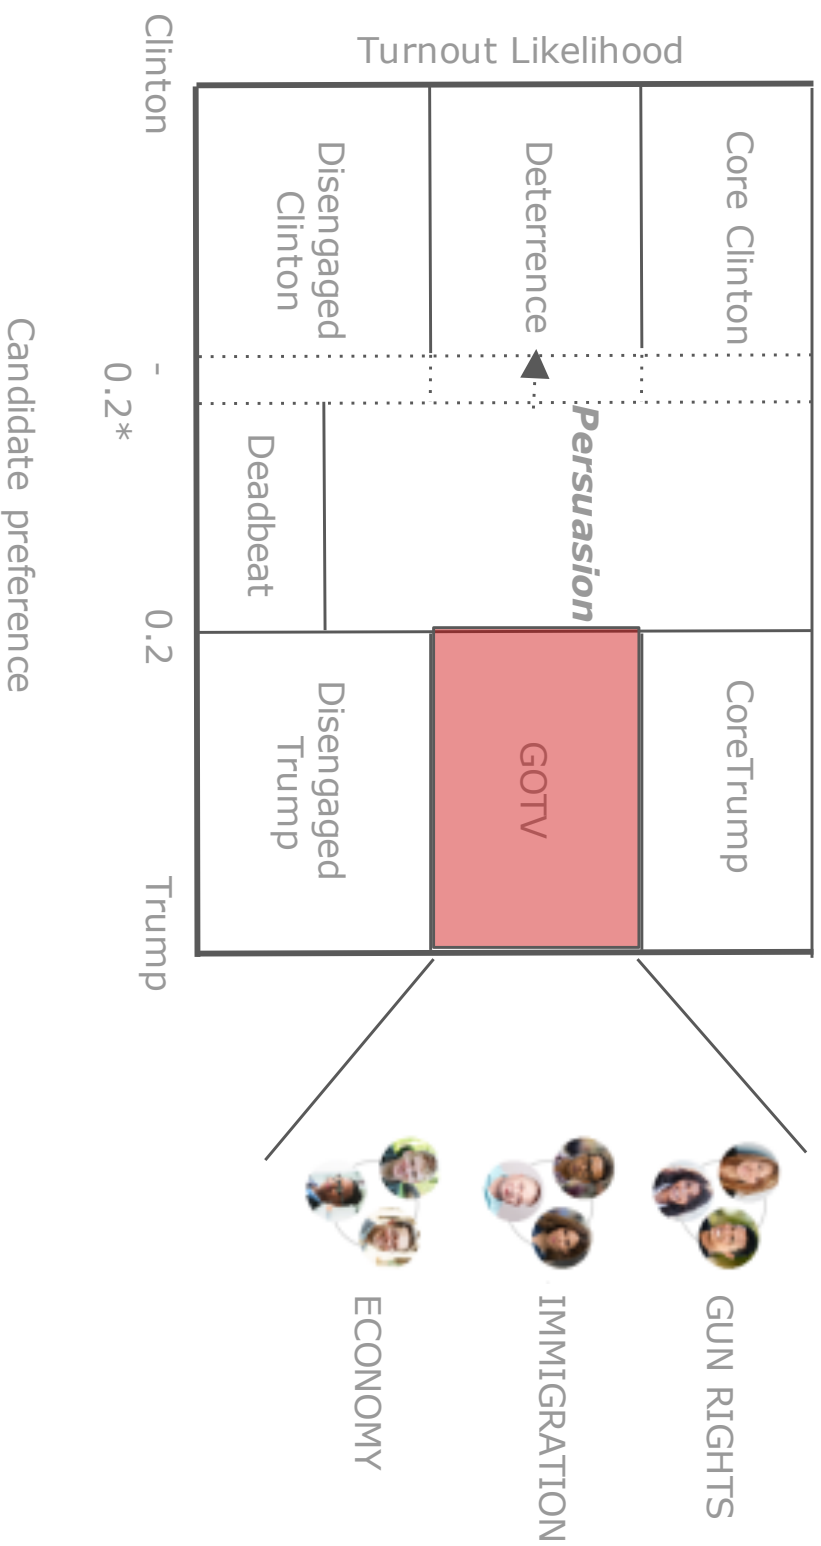 Turnout Likelihood
Core Clinton
Deterrence
Disengaged
Clinton
Persuasion
Deadbeat
CoreTrump
GOTV
Disengaged
Trump
Clinton
-
0.2*
0.2
Trump
Candidate preference
GUN RIGHTS
IMMIGRATION
ECONOMY